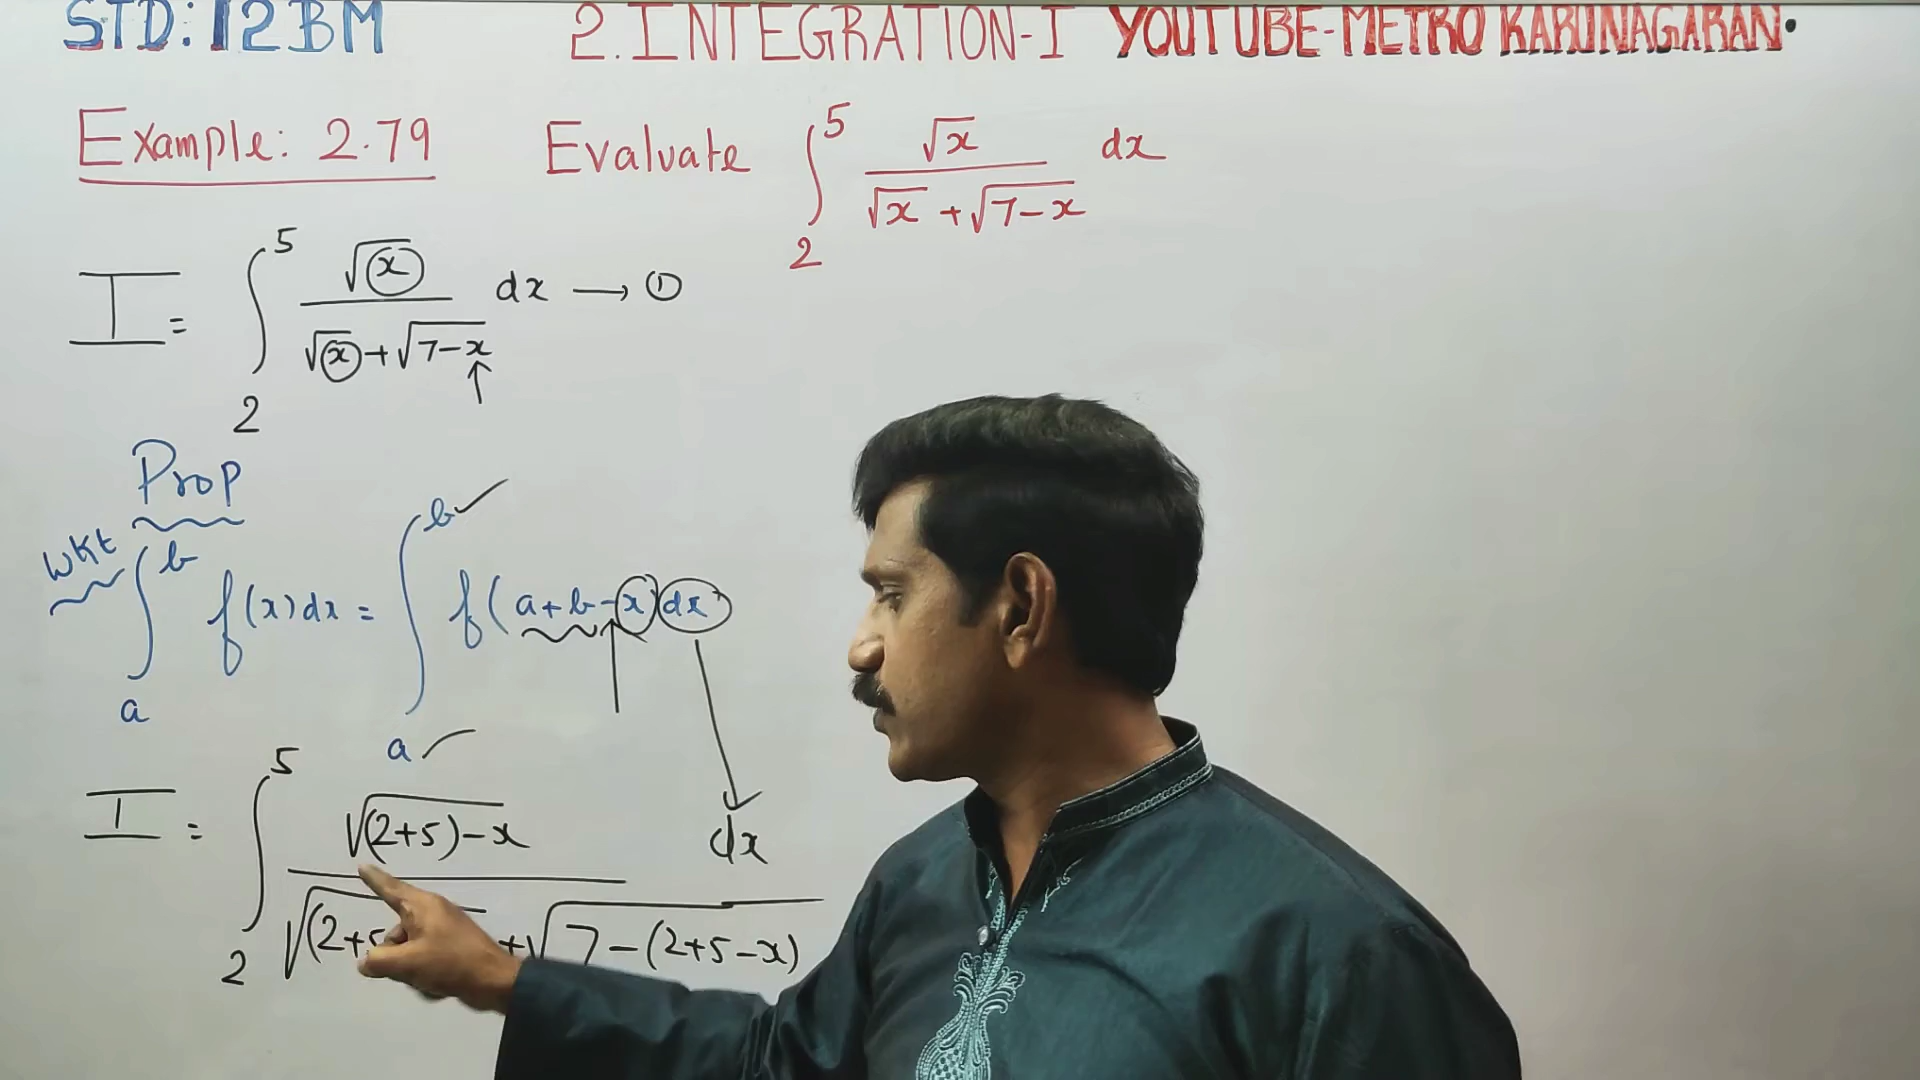 STD: 12 BM 2. INTEGRATION-I YOUTUBE-METRO KARUNAGARAN.
Example: 2.79 Evaluate ∫₂⁵ √x / (√x + √(7-x)) dx
I = ∫₂⁵ √x / (√x + √(7-x)) dx → ①
Prop
WKt ∫ₐᵇ f(x)dx = ∫ₐᵇ f(a+b-x)dx
I = ∫₂⁵ √((2+5)-x) / (√((2+5 + √(7-(2+5-x)) dx